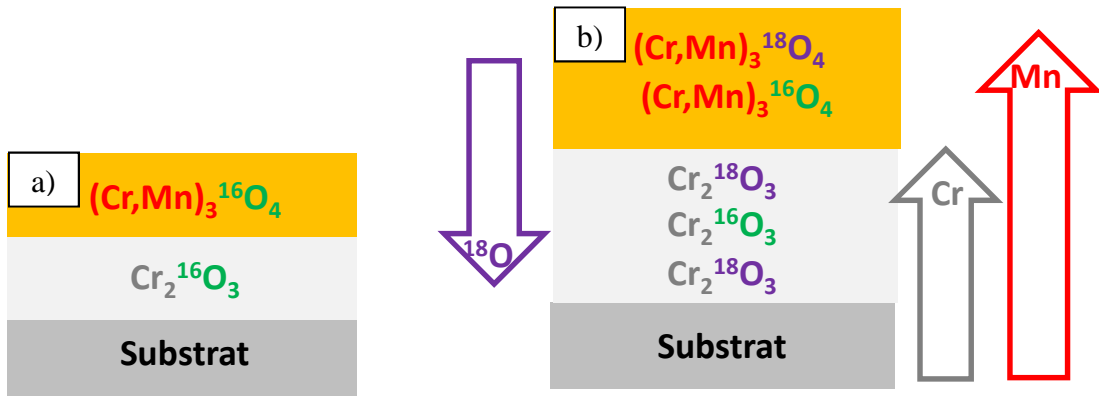 a)
(Cr,Mn)₃¹⁶O₄
Cr₂¹⁶O₃
Substrat
¹⁸O
b)
(Cr,Mn)₃¹⁸O₄
(Cr,Mn)₃¹⁶O₄
Cr₂¹⁸O₃
Cr₂¹⁶O₃
Cr₂¹⁸O₃
Substrat
Cr
Mn